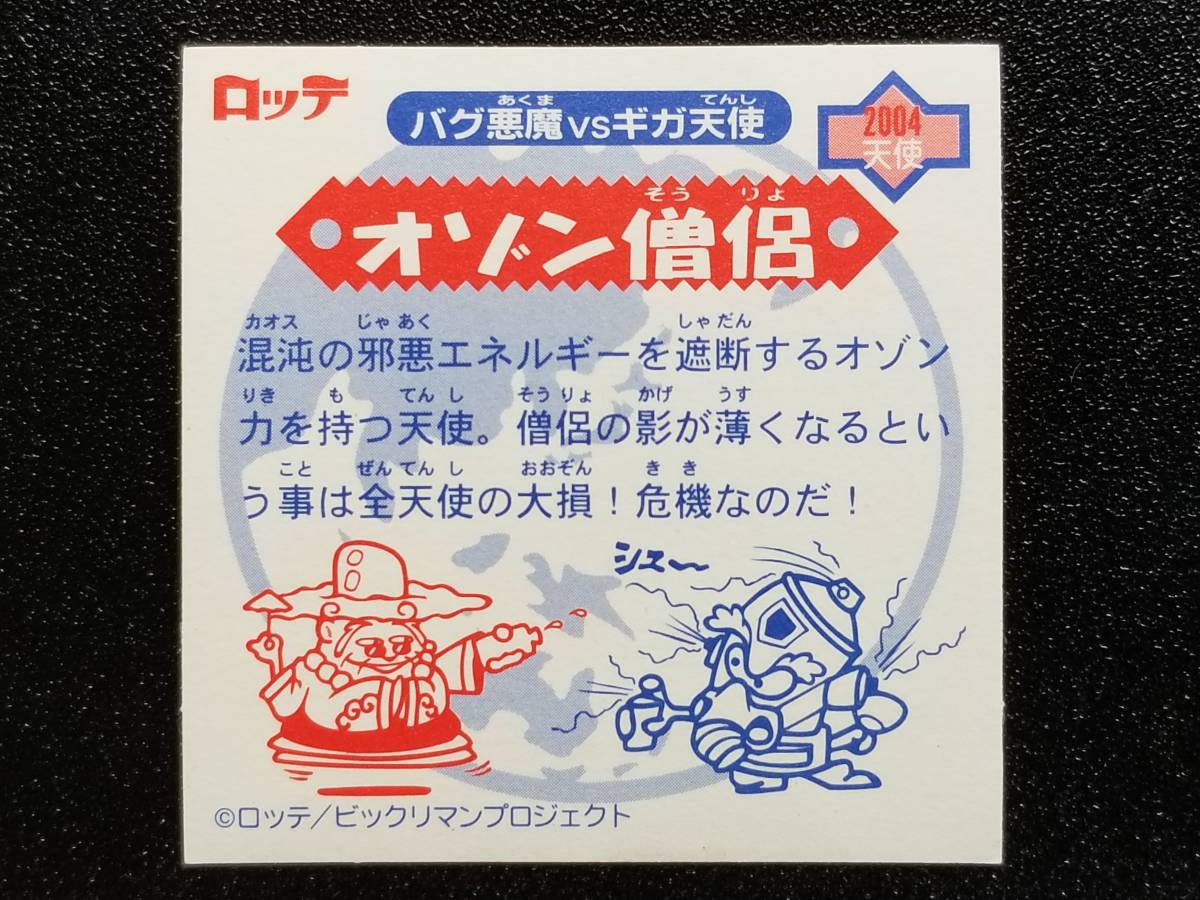 ロッテ
あくま てんし
バグ悪魔vsギガ天使
2004
天使
そうりょ
オゾン僧侶
カオス じゃあく しゃだん
混沌の邪悪エネルギーを遮断するオゾン
りき も てんし そうりょ かげ うす
力を持つ天使。僧侶の影が薄くなるとい
こと ぜんてんし おおぞん きき
う事は全天使の大損！危機なのだ！
シュ〜
©ロッテ/ビックリマンプロジェクト